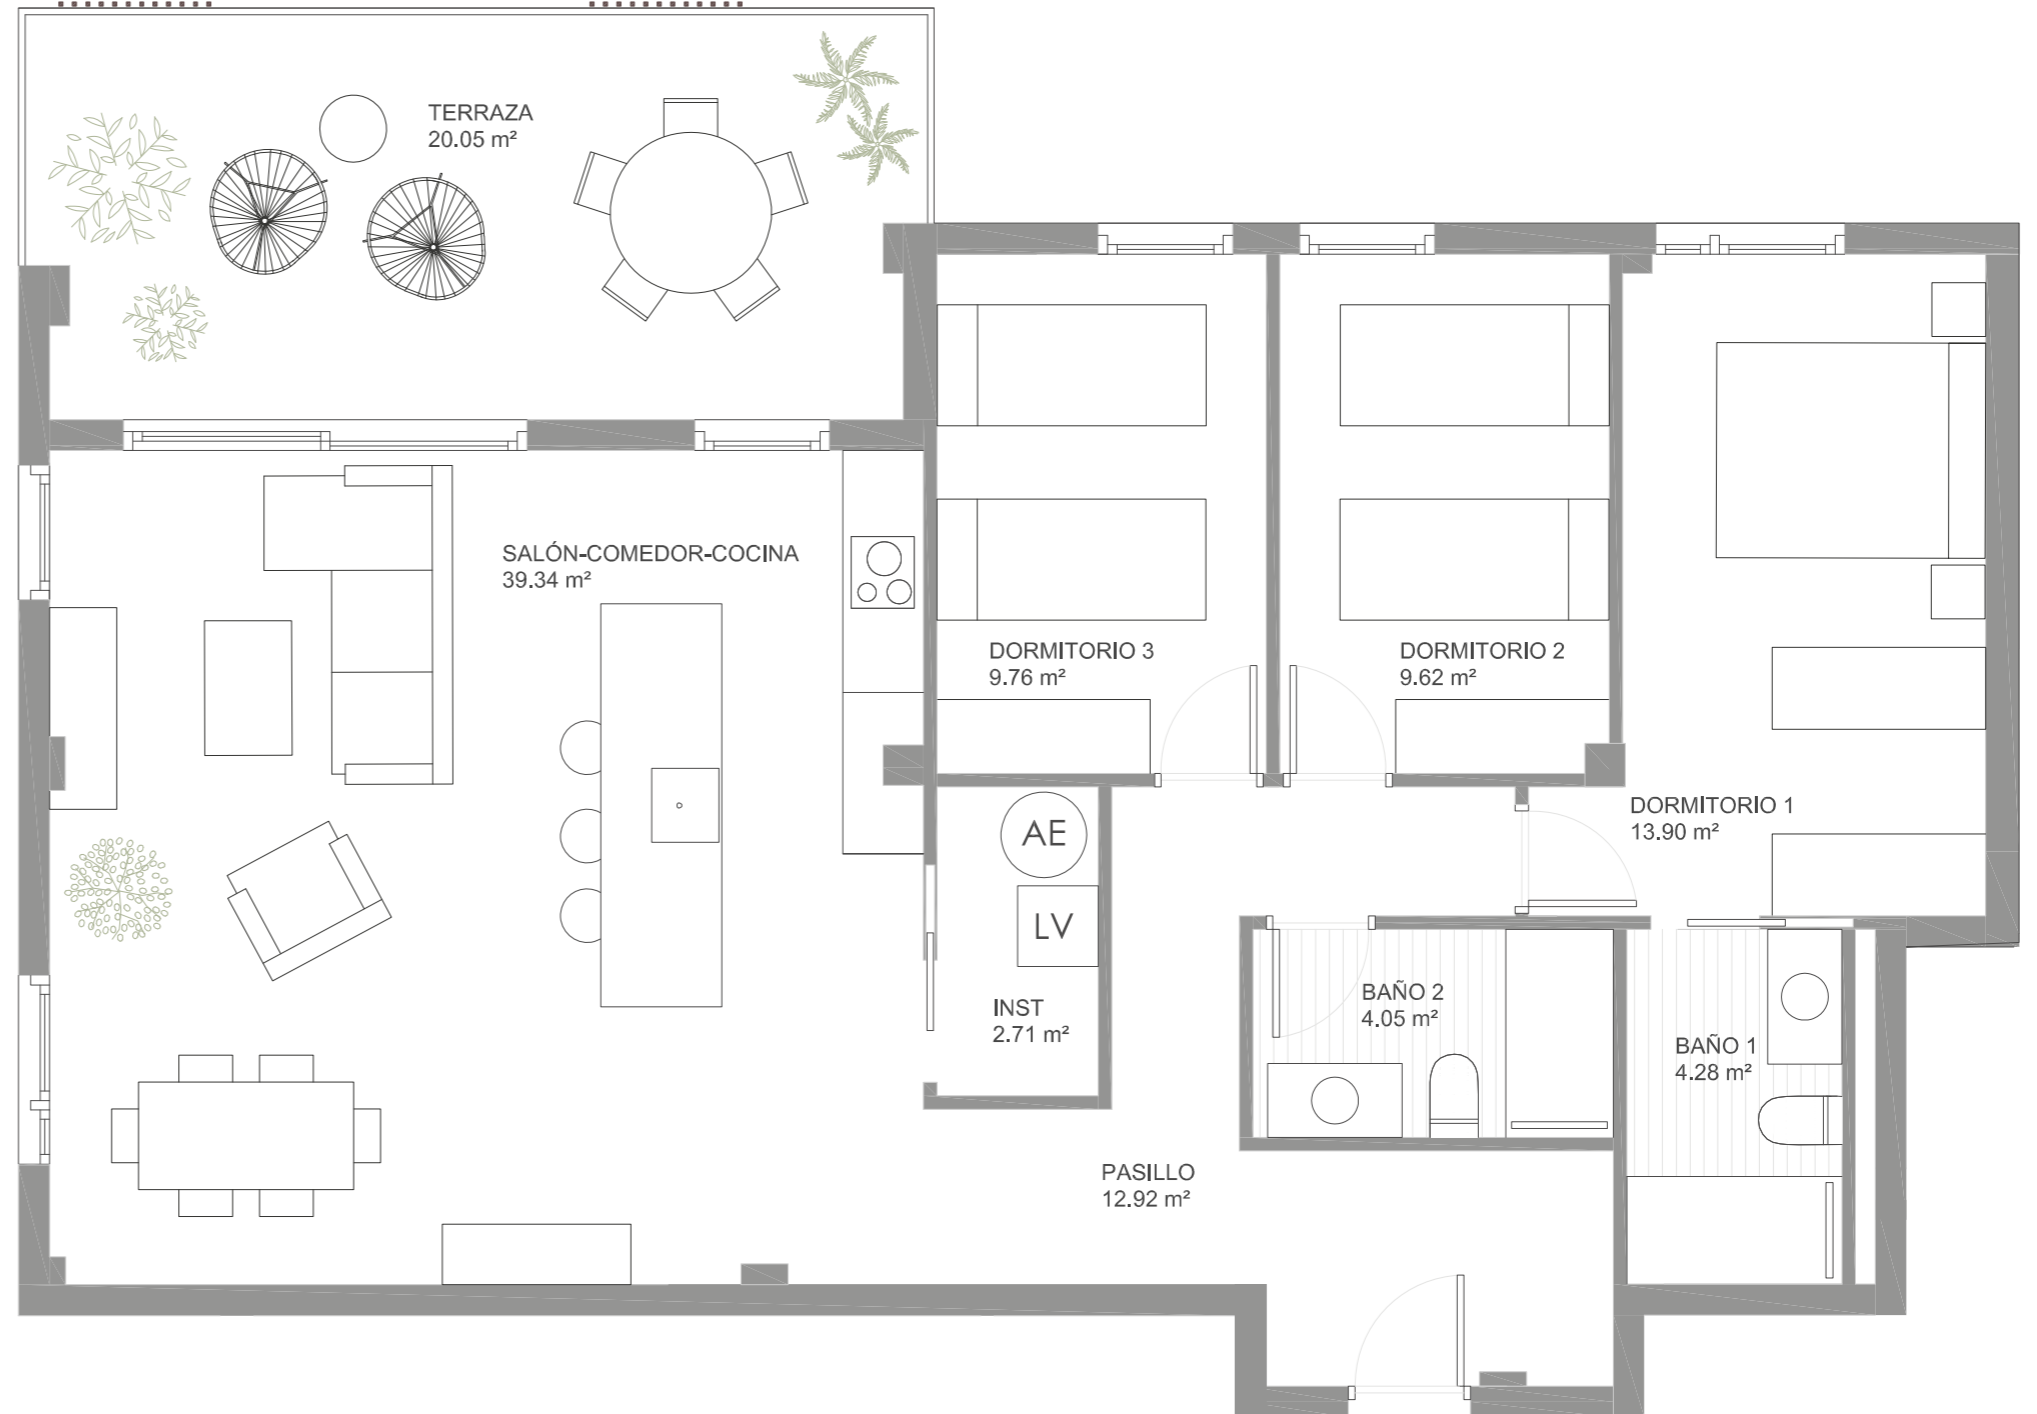 TERRAZA
20.05 m²
SALÓN-COMEDOR-COCINA
39.34 m²
DORMITORIO 3
9.76 m²
DORMITORIO 2
9.62 m²
DORMITORIO 1
13.90 m²
AE
LV
INST
2.71 m²
BAÑO 2
4.05 m²
BAÑO 1
4.28 m²
PASILLO
12.92 m²